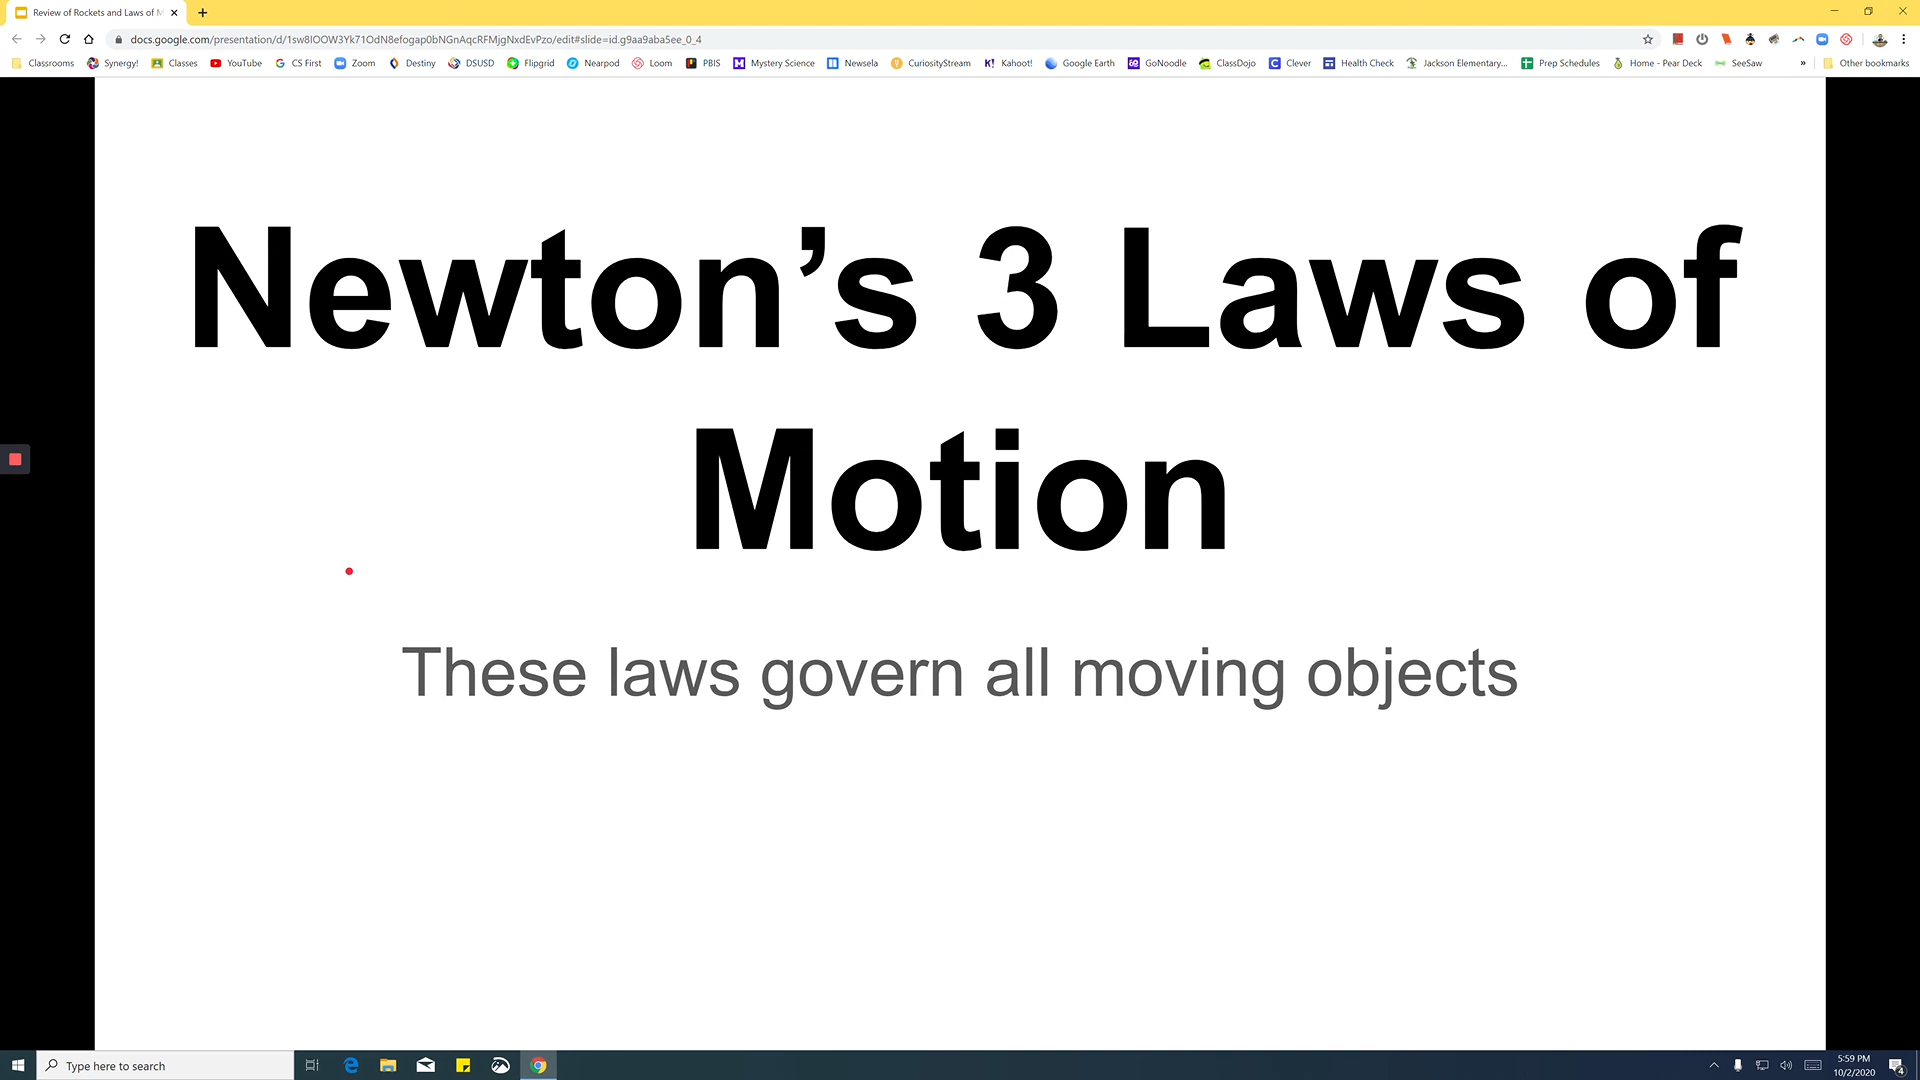 Review of Rockets and Laws of M
docs.google.com/presentation/d/1sw8IOOW3Yk71OdN8efogap0bNGnAqcRFMjgNxdEvPzo/edit#slide=id.g9aa9aba5ee_0_4
Classrooms Synergy! Classes YouTube CS First Zoom Destiny DSUSD Flipgrid Nearpod Loom PBIS Mystery Science Newsela CuriosityStream Kahoot! Google Earth GoNoodle ClassDojo Clever Health Check Jackson Elementary... Prep Schedules Home - Pear Deck SeeSaw » Other bookmarks
Newton’s 3 Laws of
Motion
These laws govern all moving objects
Type here to search
5:59 PM
10/2/2020
4